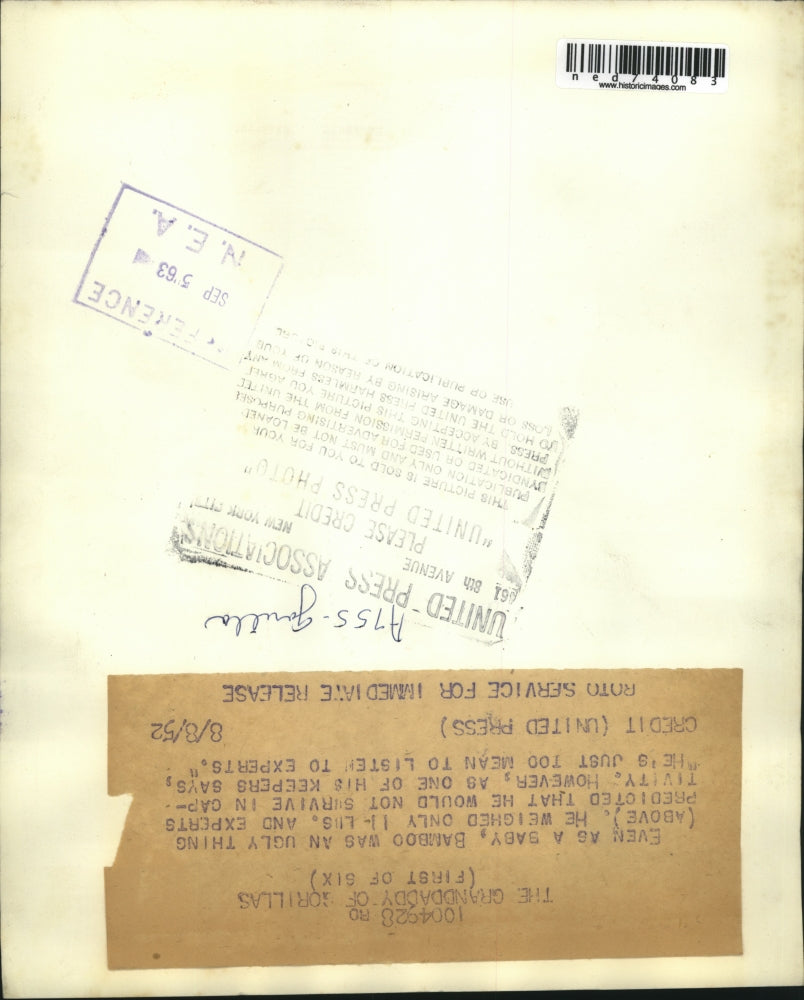 ned74083
www.historicimages.com
REFERENCE
SEP 5 '63
N.E.A.
UNITED PRESS ASSOCIATIONS
461 8th AVENUE NEW YORK CITY
PLEASE CREDIT
"UNITED PRESS PHOTO"
THIS PICTURE IS SOLD TO YOU FOR YOUR
PUBLICATION ONLY AND MUST NOT BE LOANED
SYNDICATED OR USED FOR ADVERTISING PURPOSES
WITHOUT WRITTEN PERMISSION FROM THE UNITED
PRESS. BY ACCEPTING THIS PICTURE YOU AGREE
TO HOLD THE UNITED PRESS HARMLESS FROM ANY
LOSS OR DAMAGE ARISING BY REASON OF YOUR
USE OR PUBLICATION OF THIS PICTURE
A755-Gorilla
1004928 RO
THE GRANDDADDY OF GORILLAS
(FIRST OF SIX)
EVEN AS A BABY, BAMBOO WAS AN UGLY THING
(ABOVE). HE WEIGHED ONLY 11 LBS. AND EXPERTS
PREDICTED THAT HE WOULD NOT SURVIVE IN CAP-
TIVITY. HOWEVER, AS ONE OF HIS KEEPERS SAYS,
"HE'S JUST TOO MEAN TO LISTEN TO EXPERTS."
CREDIT (UNITED PRESS) 8/8/52
ROTO SERVICE FOR IMMEDIATE RELEASE